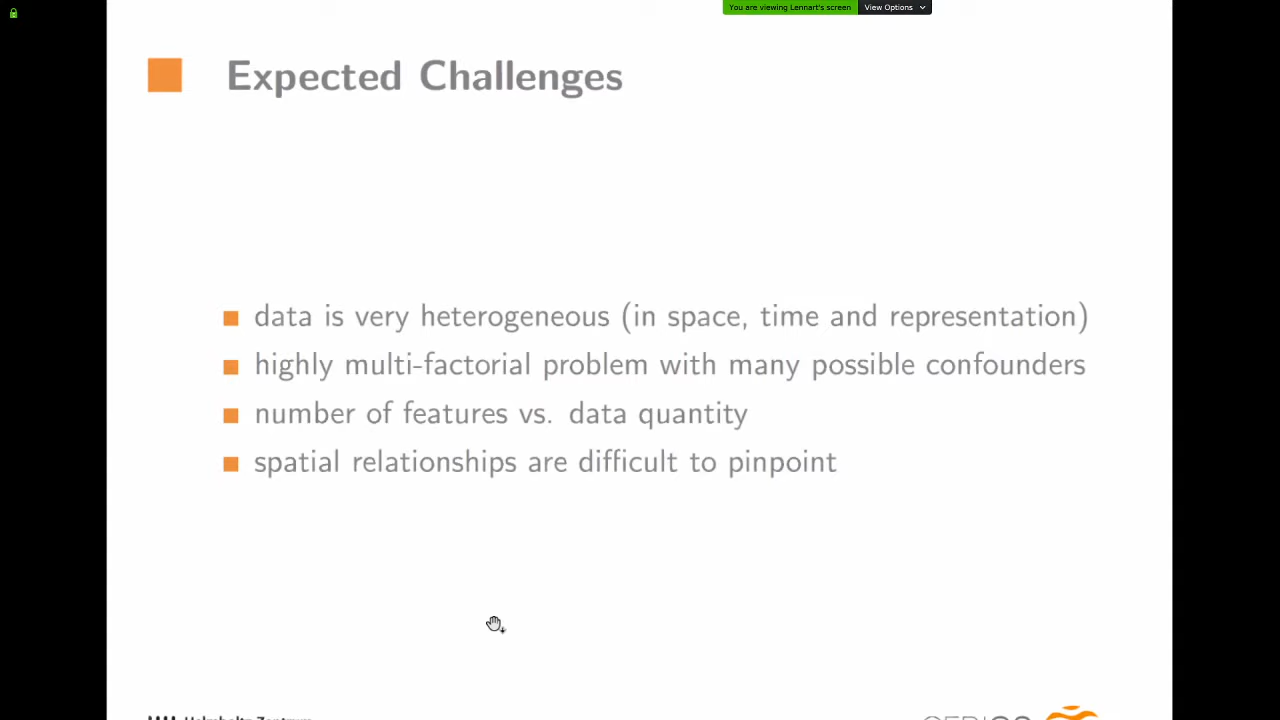 You are viewing Lennart's screen View Options
Expected Challenges
data is very heterogeneous (in space, time and representation)
highly multi-factorial problem with many possible confounders
number of features vs. data quantity
spatial relationships are difficult to pinpoint